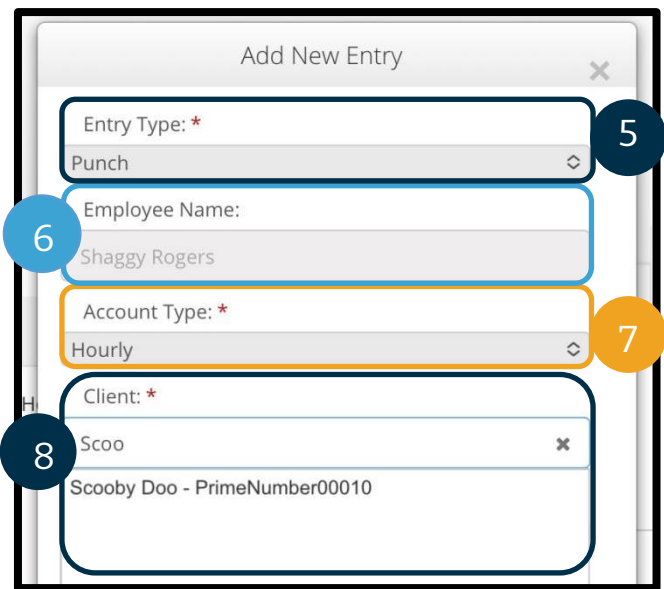 Add New Entry
Entry Type: *
5
Punch
Employee Name:
6
Shaggy Rogers
Account Type: *
7
Hourly
H
Client: *
8
Scoo
Scooby Doo - PrimeNumber00010